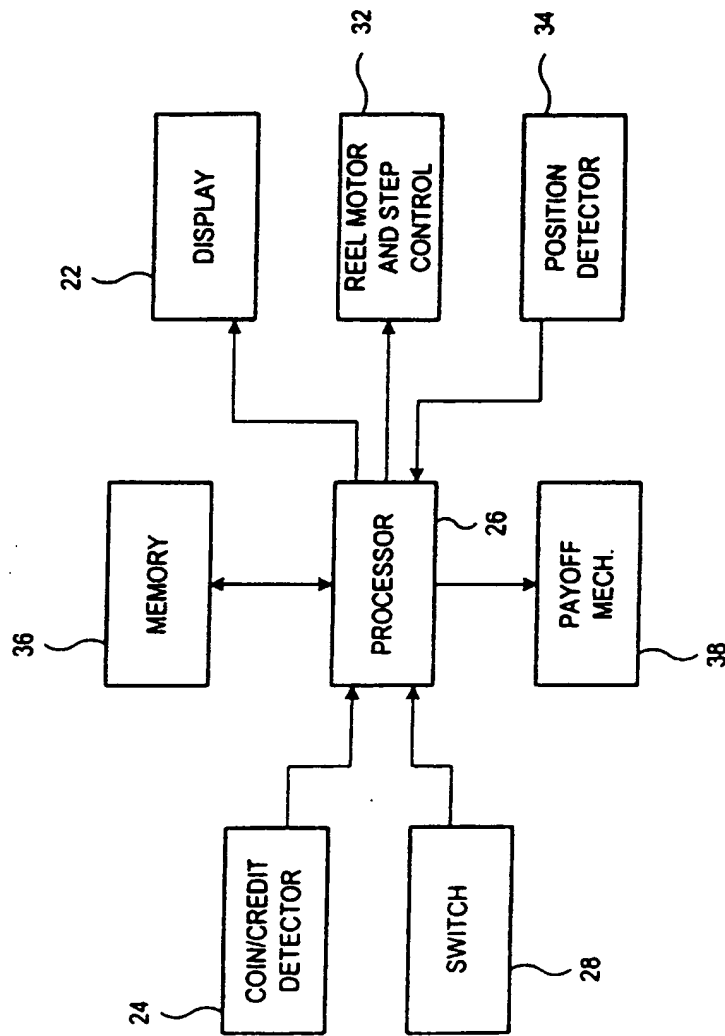 36
MEMORY
22
DISPLAY
24
COIN/CREDIT
DETECTOR
PROCESSOR
26
REEL MOTOR
AND STEP
CONTROL
32
SWITCH
28
PAYOFF
MECH.
38
POSITION
DETECTOR
34